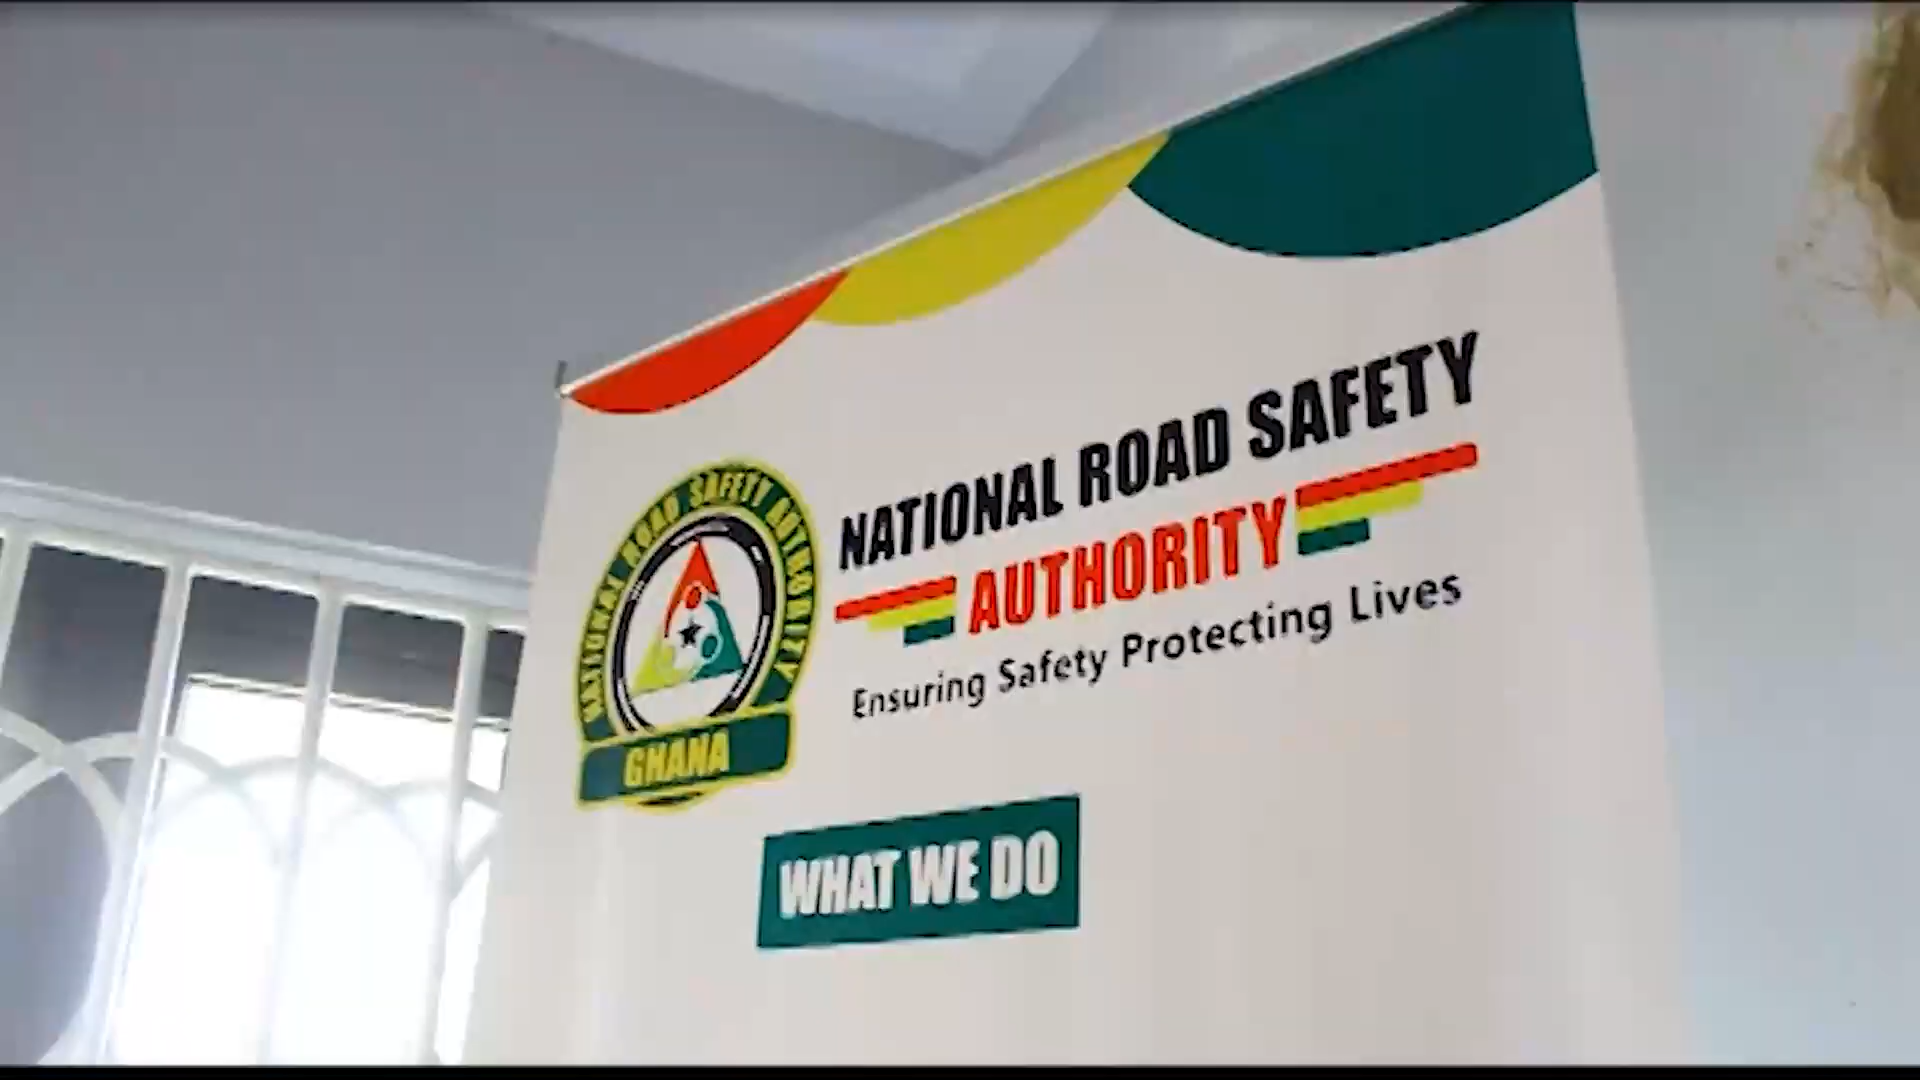 NATIONAL ROAD SAFETY
AUTHORITY
Ensuring Safety Protecting Lives
NATIONAL ROAD SAFETY AUTHORITY
GHANA
WHAT WE DO